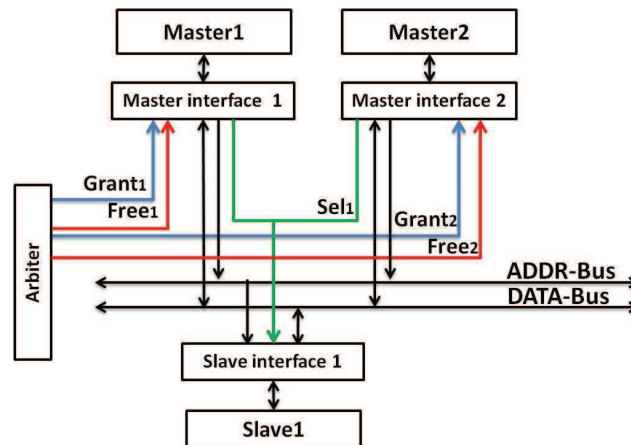 Master1
Master2
Master interface 1
Master interface 2
Grant1
Free1
Sel1
Grant2
Free2
Arbiter
ADDR-Bus
DATA-Bus
Slave interface 1
Slave1